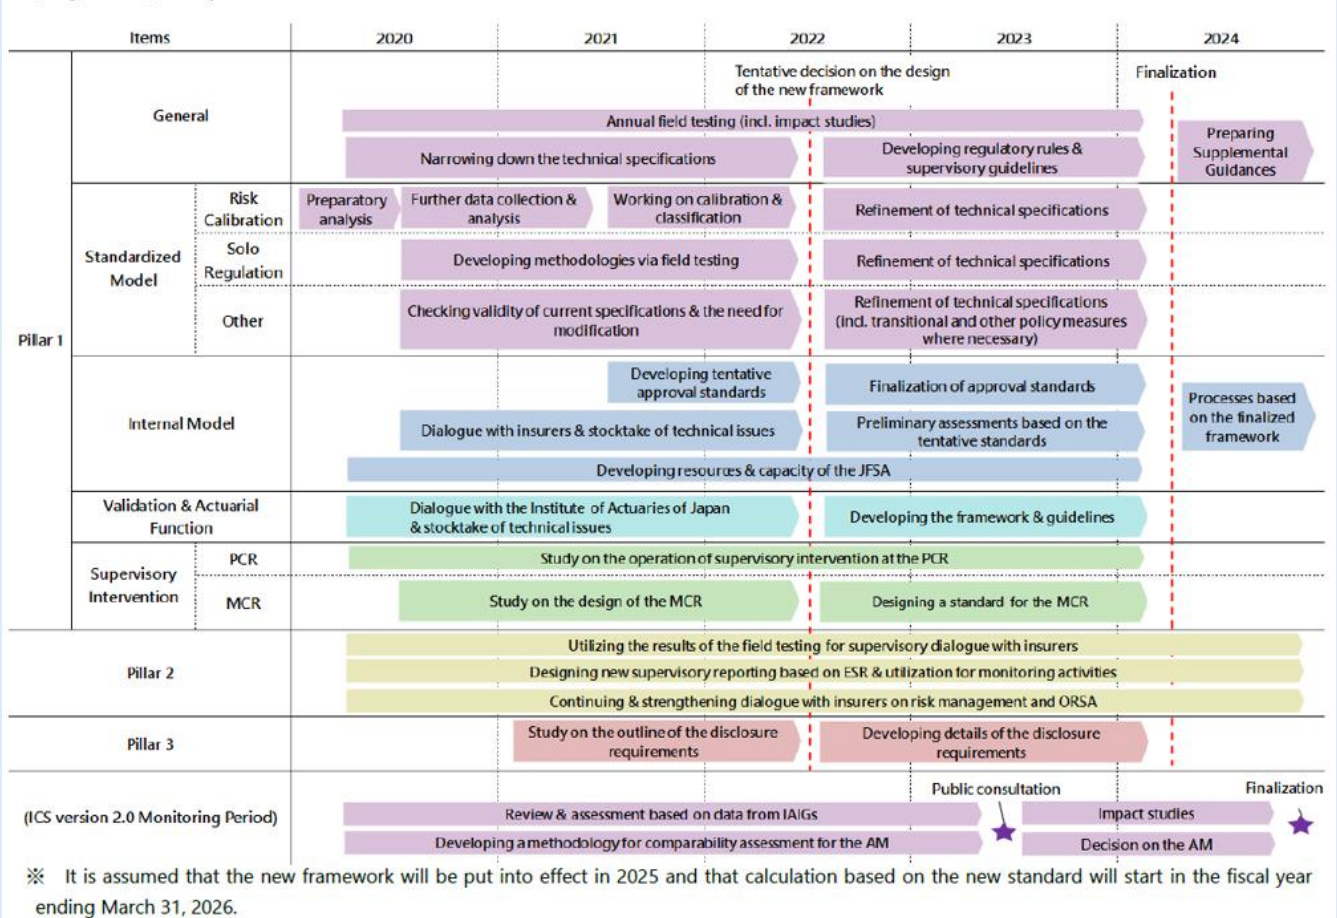 Items 2020 2021 2022 2023 2024
Tentative decision on the design
of the new framework
Finalization
General
Annual field testing (incl. impact studies)
Narrowing down the technical specifications
Developing regulatory rules &
supervisory guidelines
Preparing
Supplemental
Guidances
Pillar 1
Standardized
Model
Risk
Calibration
Preparatory
analysis
Further data collection &
analysis
Working on calibration &
classification
Refinement of technical specifications
Solo
Regulation
Developing methodologies via field testing
Refinement of technical specifications
Other
Checking validity of current specifications & the need for
modification
Refinement of technical specifications
(incl. transitional and other policy measures
where necessary)
Internal Model
Developing tentative
approval standards
Finalization of approval standards
Dialogue with insurers & stocktake of technical issues
Preliminary assessments based on the
tentative standards
Processes based
on the finalized
framework
Developing resources & capacity of the JFSA
Validation & Actuarial
Function
Dialogue with the Institute of Actuaries of Japan
& stocktake of technical issues
Developing the framework & guidelines
Supervisory
Intervention
PCR
Study on the operation of supervisory intervention at the PCR
MCR
Study on the design of the MCR
Designing a standard for the MCR
Pillar 2
Utilizing the results of the field testing for supervisory dialogue with insurers
Designing new supervisory reporting based on ESR & utilization for monitoring activities
Continuing & strengthening dialogue with insurers on risk management and ORSA
Pillar 3
Study on the outline of the disclosure
requirements
Developing details of the disclosure
requirements
(ICS version 2.0 Monitoring Period)
Public consultation
Finalization
Review & assessment based on data from IAIGs
Impact studies
Developing a methodology for comparability assessment for the AM
Decision on the AM
※ It is assumed that the new framework will be put into effect in 2025 and that calculation based on the new standard will start in the fiscal year
ending March 31, 2026.